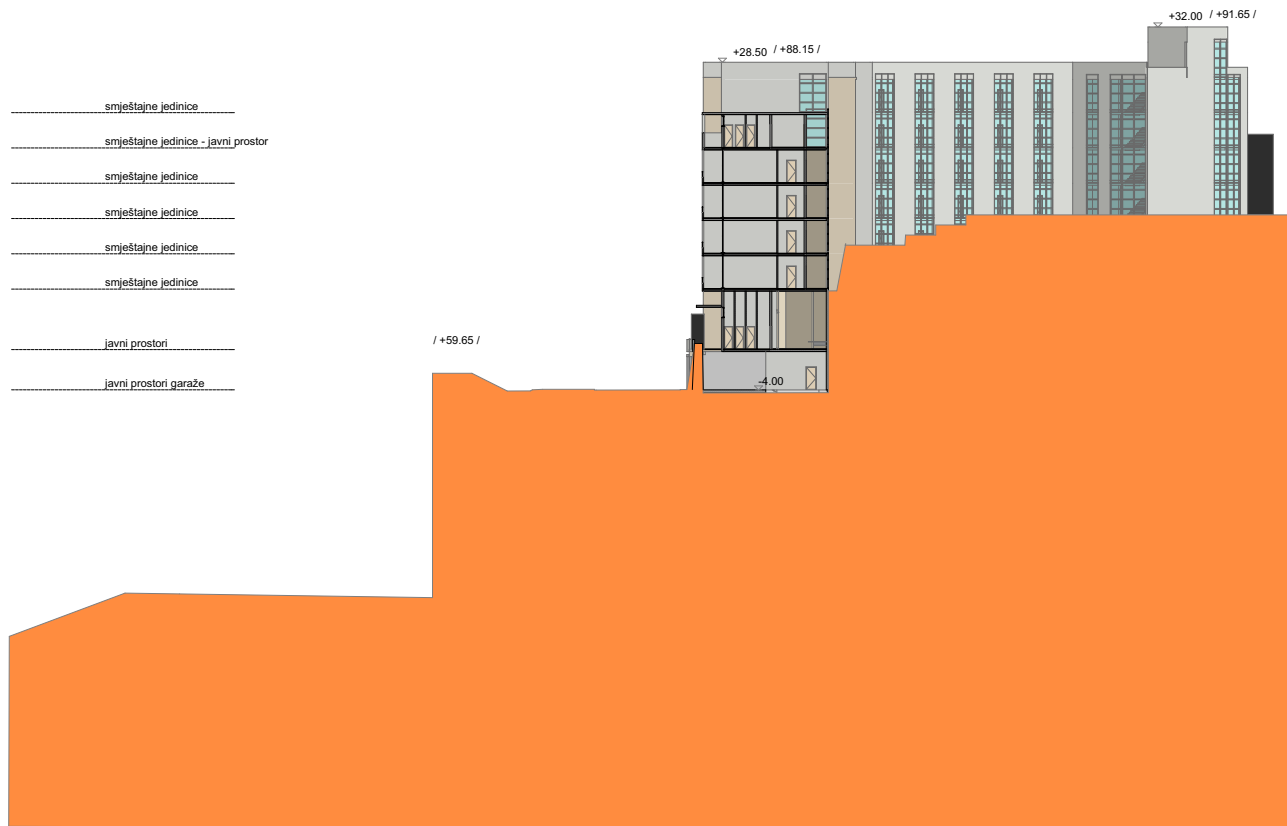 +32.00 / +91.65 /
+28.50 / +88.15 /
smještajne jedinice
smještajne jedinice - javni prostor
smještajne jedinice
smještajne jedinice
smještajne jedinice
smještajne jedinice
javni prostori
/ +59.65 /
javni prostori garaže
-4.00